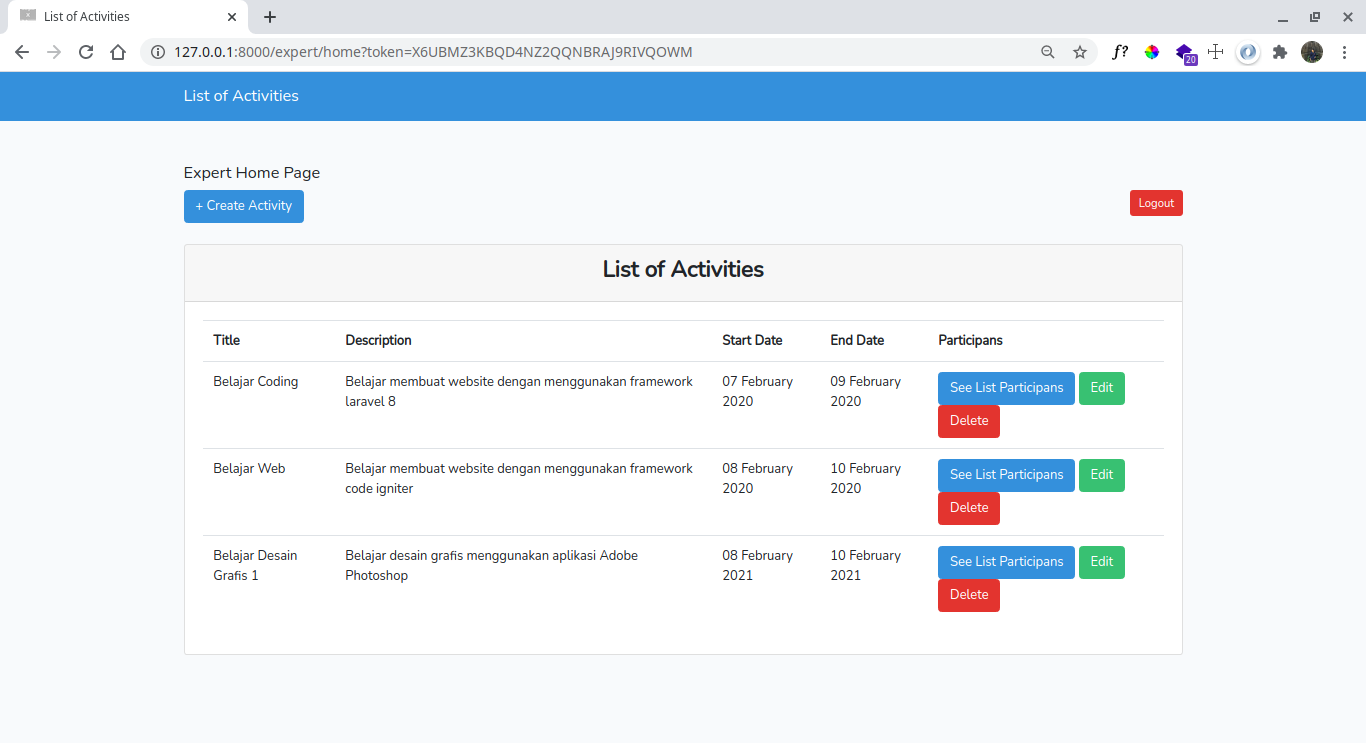 List of Activities
127.0.0.1:8000/expert/home?token=X6UBMZ3KBQD4NZ2QQNBRAJ9RIVQOWM
f?
20
List of Activities
Expert Home Page
+ Create Activity
Logout
List of Activities
Title Description Start Date End Date Participans
Belajar Coding Belajar membuat website dengan menggunakan framework 07 February 09 February See List Participans Edit
laravel 8 2020 2020
Delete
Belajar Web Belajar membuat website dengan menggunakan framework 08 February 10 February See List Participans Edit
code igniter 2020 2020
Delete
Belajar Desain Belajar desain grafis menggunakan aplikasi Adobe 08 February 10 February See List Participans Edit
Grafis 1 Photoshop 2021 2021
Delete